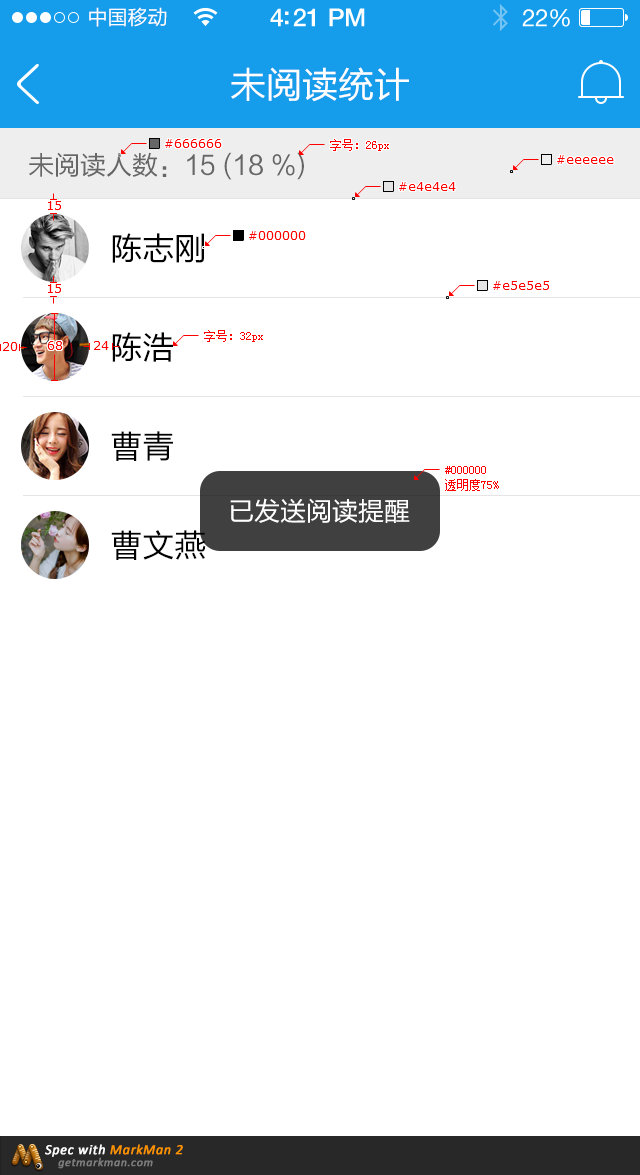 中国移动 4:21 PM 22%
未阅读统计
#666666 字号：26px
未阅读人数：15 (18 %) #eeeeee
#e4e4e4
15
陈志刚 #000000
15 #e5e5e5
字号：32px
20 68 24 陈浩
曹青
#000000
透明度75%
已发送阅读提醒
曹文燕
Spec with MarkMan 2
getmarkman.com